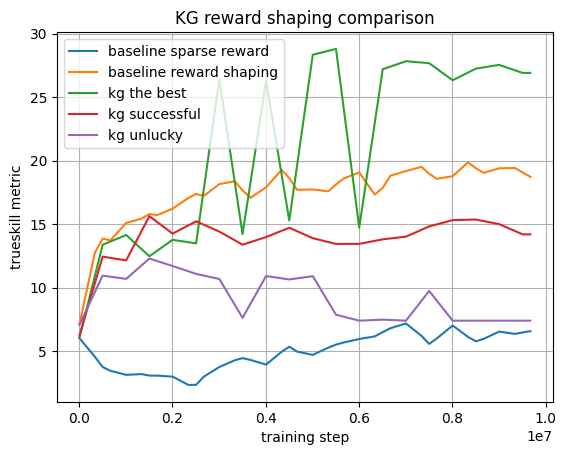 KG reward shaping comparison
baseline sparse reward
baseline reward shaping
kg the best
kg successful
kg unlucky
trueskill metric
30
25
20
15
10
5
0.0 0.2 0.4 0.6 0.8 1.0
1e7
training step